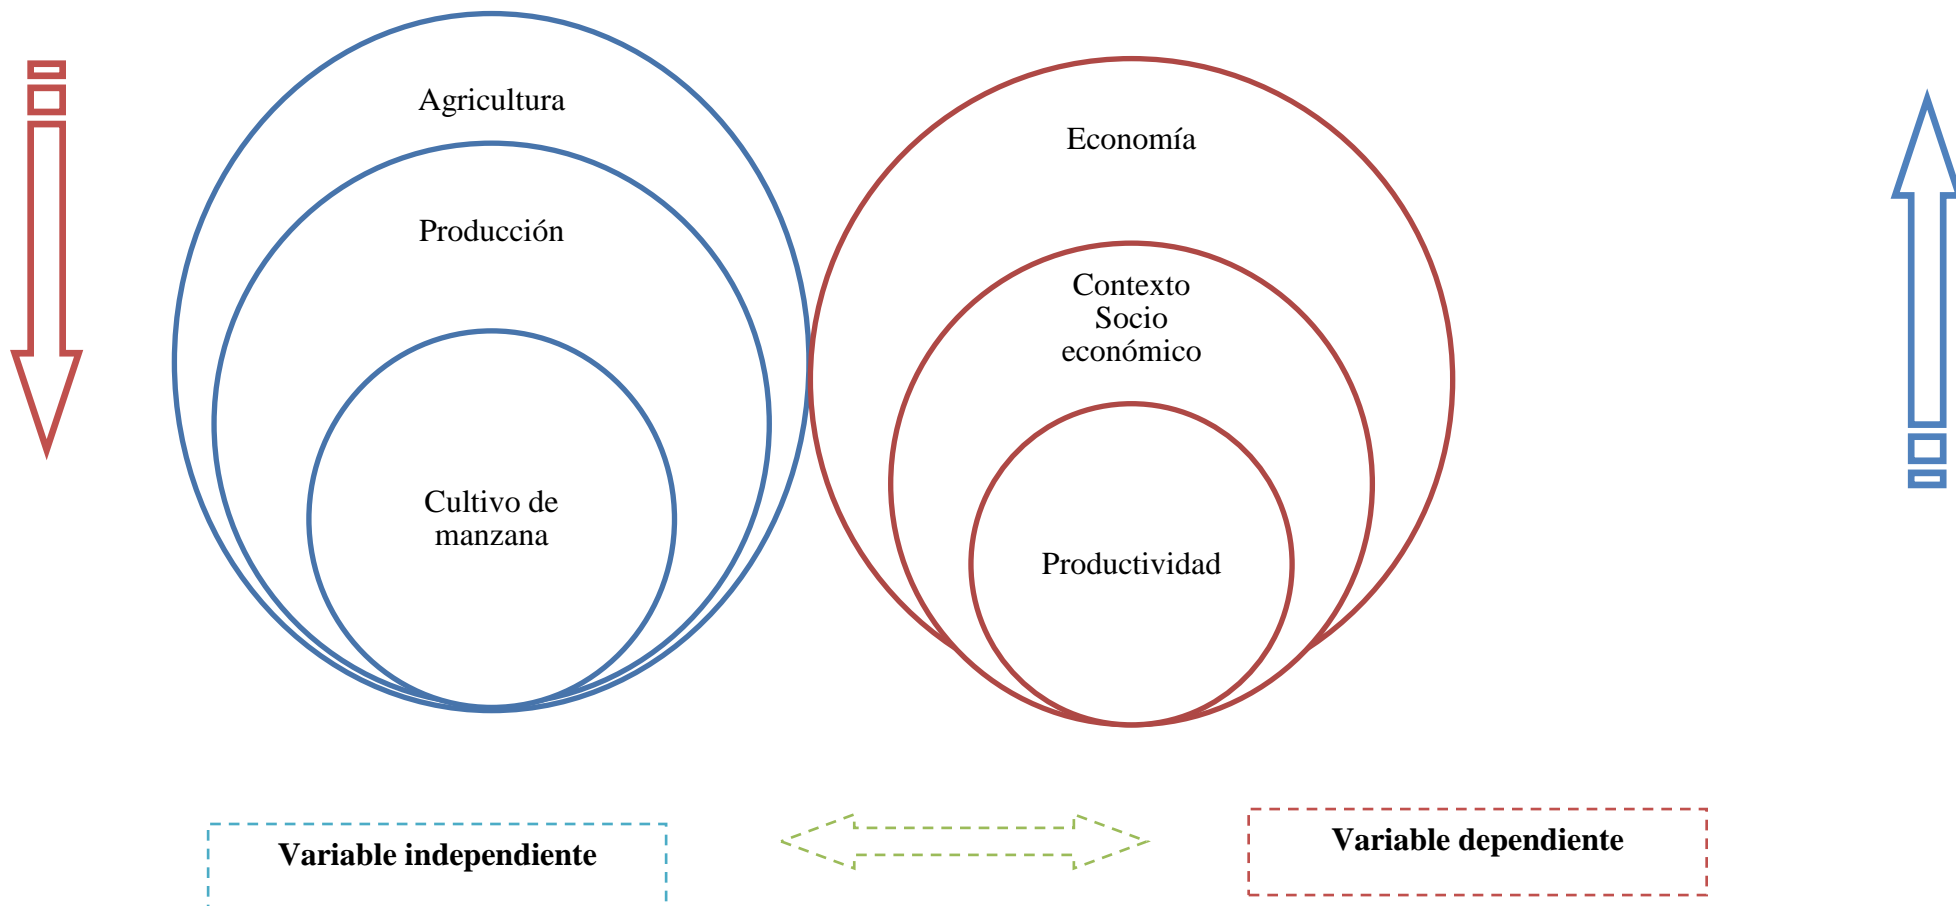 Agricultura
Producción
Cultivo de
manzana
Economía
Contexto
Socio
económico
Productividad
Variable independiente
Variable dependiente